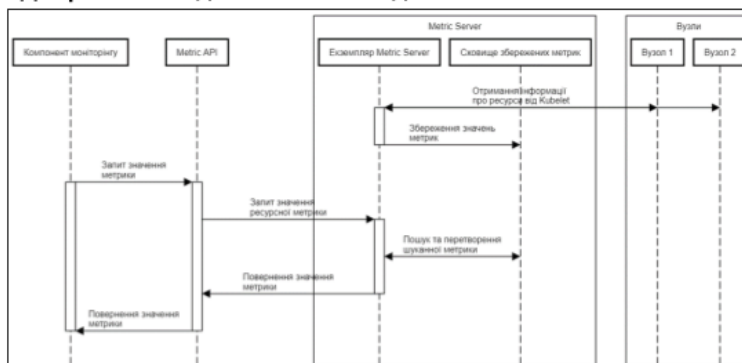 Metric Server
Вузли
Компонент моніторингу
Metric API
Екземпляр Metric Server
Сховище збережених метрик
Вузол 1
Вузол 2
Отримання інформації
про ресурси від Kubelet
Збереження значень
метрик
Запит значення
метрики
Запит значення
ресурсної метрики
Пошук та перетворення
шуканної метрики
Повернення значення
метрики
Повернення значення
метрики